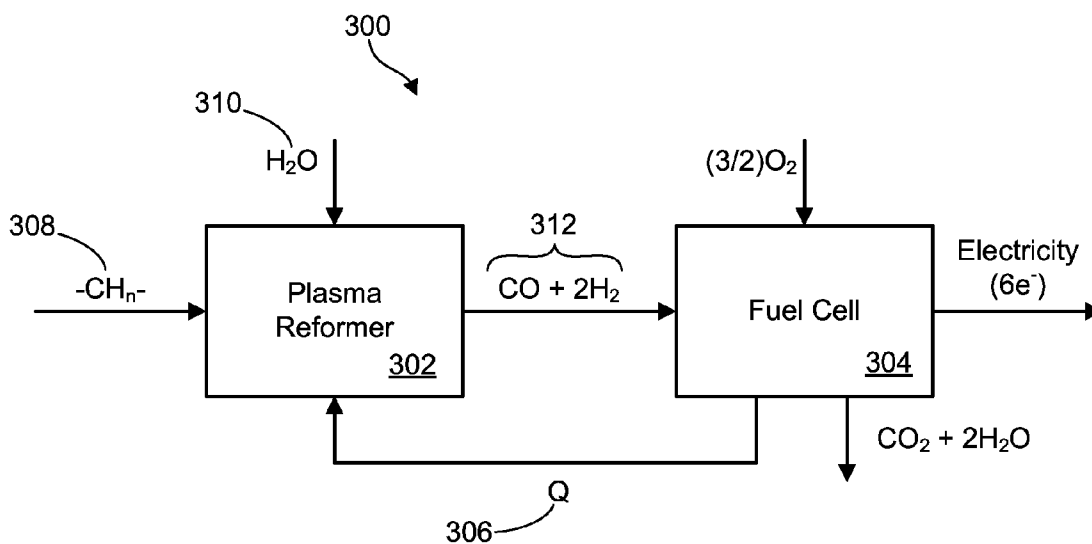 300
310
H₂O
(3/2)O₂
308
-CHₙ-
Plasma
Reformer
302
312
CO + 2H₂
Fuel Cell
304
Electricity
(6e⁻)
CO₂ + 2H₂O
Q
306